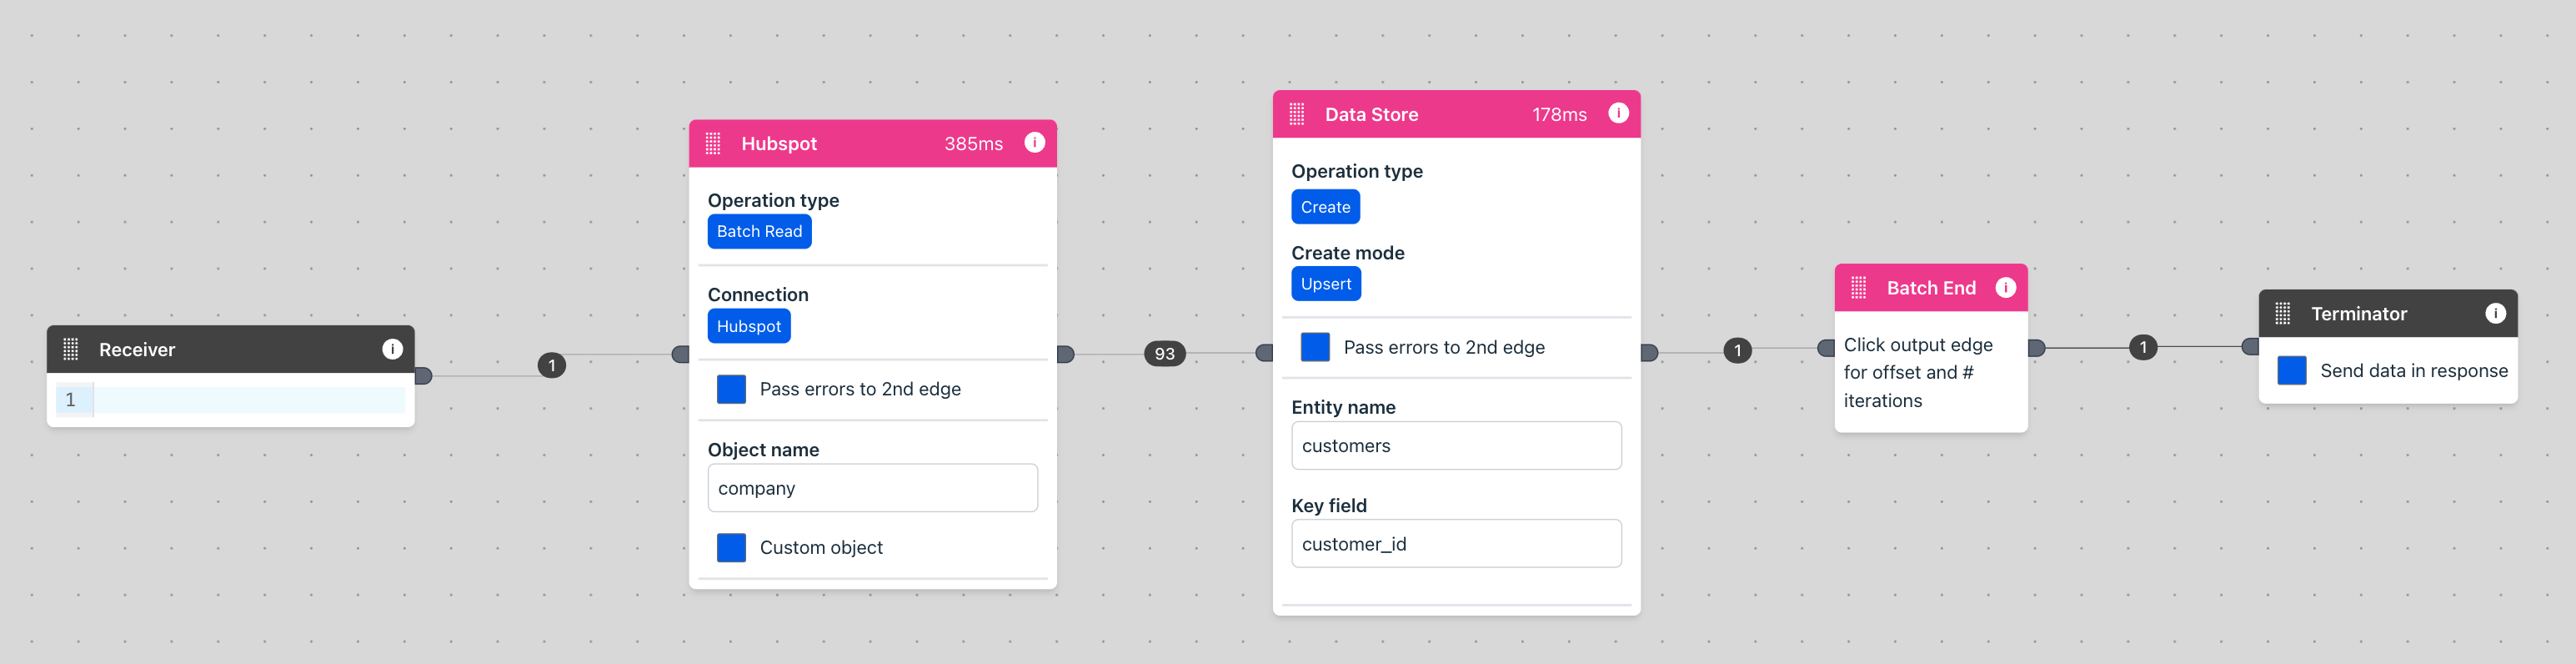 Receiver
1
1
Hubspot 385ms
Operation type
Batch Read
Connection
Hubspot
Pass errors to 2nd edge
Object name
company
Custom object
93
Data Store 178ms
Operation type
Create
Create mode
Upsert
Pass errors to 2nd edge
Entity name
customers
Key field
customer_id
1
Batch End
Click output edge
for offset and #
iterations
1
Terminator
Send data in response